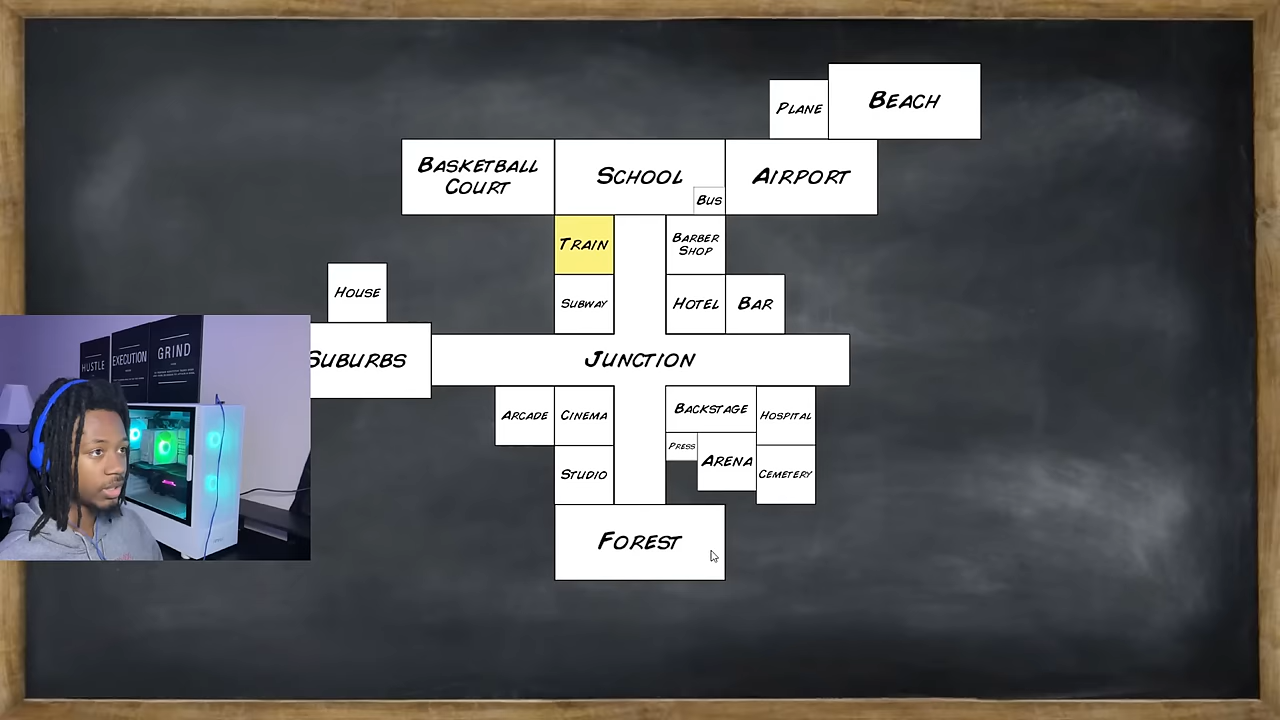 Beach
Plane
Basketball
Court
School
Airport
Bus
Train
Barber
Shop
House
Subway
Hotel
Bar
Suburbs
Junction
HUSTLE
EXECUTION
GRIND
Arcade
Cinema
Backstage
Hospital
Press
Arena
Studio
Cemetery
Forest